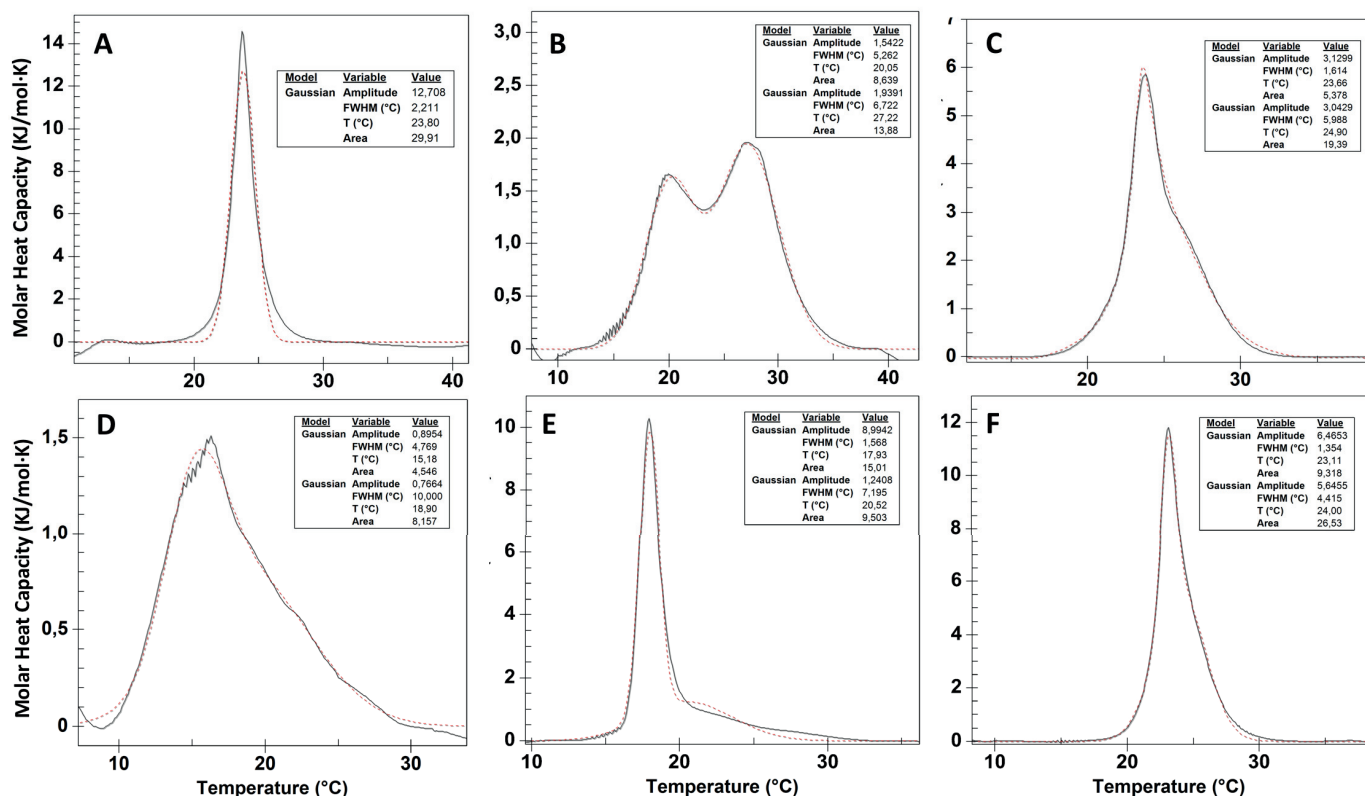 A
Molar Heat Capacity (KJ/mol·K)
14
12
10
8
6
4
2
0
20
30
40
Model Variable Value
Gaussian Amplitude 12,708
FWHM (°C) 2,211
T (°C) 23,80
Area 29,91
B
3,0
2,5
2.0
1.5
1,0
0,5
0
10
20
30
40
Model Variable Value
Gaussian Amplitude 1,5422
FWHM (°C) 5,262
T (°C) 20,05
Area 8,639
Gaussian Amplitude 1,9391
FWHM (°C) 6,722
T (°C) 27,22
Area 13,88
C
7
6
5
4
3
2
1
0
20
30
Model Variable Value
Gaussian Amplitude 3,1299
FWHM (°C) 1,614
T (°C) 23,66
Area 5,378
Gaussian Amplitude 3,0429
FWHM (°C) 5,988
T (°C) 24,90
Area 19,39
D
Molar Heat Capacity (KJ/mol·K)
1,5
1,0
0,5
0
10
20
30
Temperature (°C)
Model Variable Value
Gaussian Amplitude 0,8954
FWHM (°C) 4,769
T (°C) 15,18
Area 4,546
Gaussian Amplitude 0,7664
FWHM (°C) 10,000
T (°C) 18,90
Area 8,157
E
10
8
6
4
2
0
10
20
30
Temperature (°C)
Model Variable Value
Gaussian Amplitude 8,9942
FWHM (°C) 1,568
T (°C) 17,93
Area 15,01
Gaussian Amplitude 1,2408
FWHM (°C) 7,195
T (°C) 20,52
Area 9,503
F
12
10
8
6
4
2
0
10
20
30
Temperature (°C)
Model Variable Value
Gaussian Amplitude 6,4653
FWHM (°C) 1,354
T (°C) 23,11
Area 9,318
Gaussian Amplitude 5,6455
FWHM (°C) 4,415
T (°C) 24,00
Area 26,53